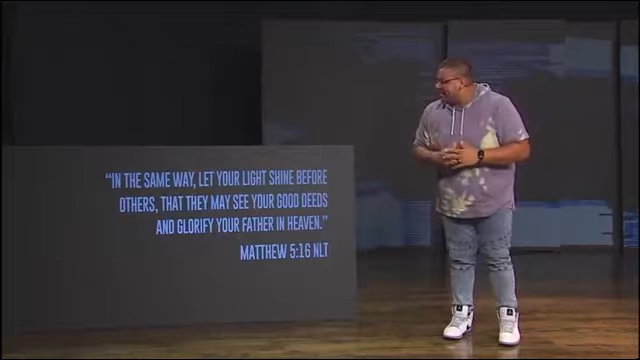 “IN THE SAME WAY, LET YOUR LIGHT SHINE BEFORE
OTHERS, THAT THEY MAY SEE YOUR GOOD DEEDS
AND GLORIFY YOUR FATHER IN HEAVEN.”
MATTHEW 5:16 NLT